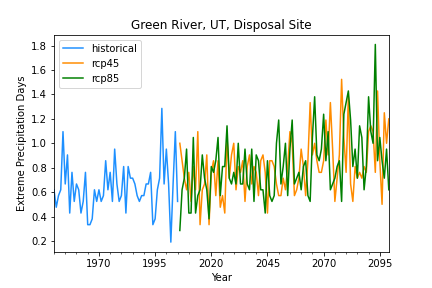 Green River, UT, Disposal Site
historical
rcp45
rcp85
Extreme Precipitation Days
1.8
1.6
1.4
1.2
1.0
0.8
0.6
0.4
0.2
1970
1995
2020
2045
2070
2095
Year